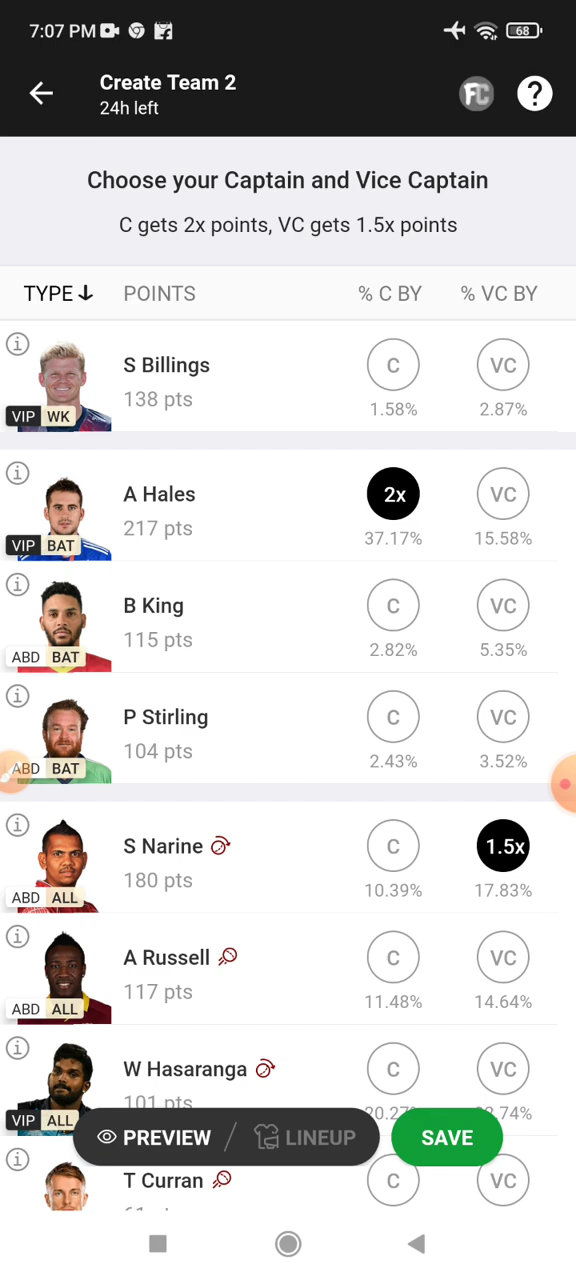 7:07 PM
68
Create Team 2
24h left
FC
?
Choose your Captain and Vice Captain
C gets 2x points, VC gets 1.5x points
TYPE POINTS % C BY % VC BY
S Billings
138 pts
C
VC
1.58%
2.87%
VIP WK
A Hales
217 pts
2x
VC
37.17%
15.58%
VIP BAT
B King
115 pts
C
VC
2.82%
5.35%
ABD BAT
P Stirling
104 pts
C
VC
2.43%
3.52%
BAT
S Narine
180 pts
C
1.5x
10.39%
17.83%
ABD ALL
A Russell
117 pts
C
VC
11.48%
14.64%
ABD ALL
W Hasaranga
101 pts
C
VC
VIP ALL
PREVIEW / LINEUP
SAVE
T Curran
C
VC